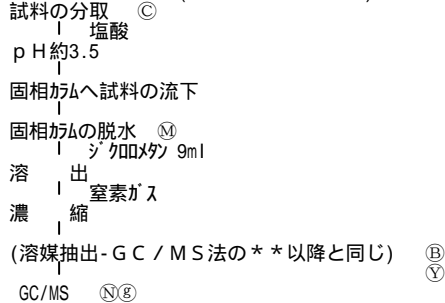 試料の分取 Ⓒ
塩酸
ｐＨ約3.5
固相ｶﾗﾑへ試料の流下
固相ｶﾗﾑの脱水 Ⓜ
ｼﾞｸﾛﾛﾒﾀﾝ 9ml
溶　　出
窒素ｶﾞｽ
濃　　縮
(溶媒抽出-ＧＣ／ＭＳ法の＊＊以降と同じ) Ⓑ
Ⓨ
GC/MS Ⓝⓖ